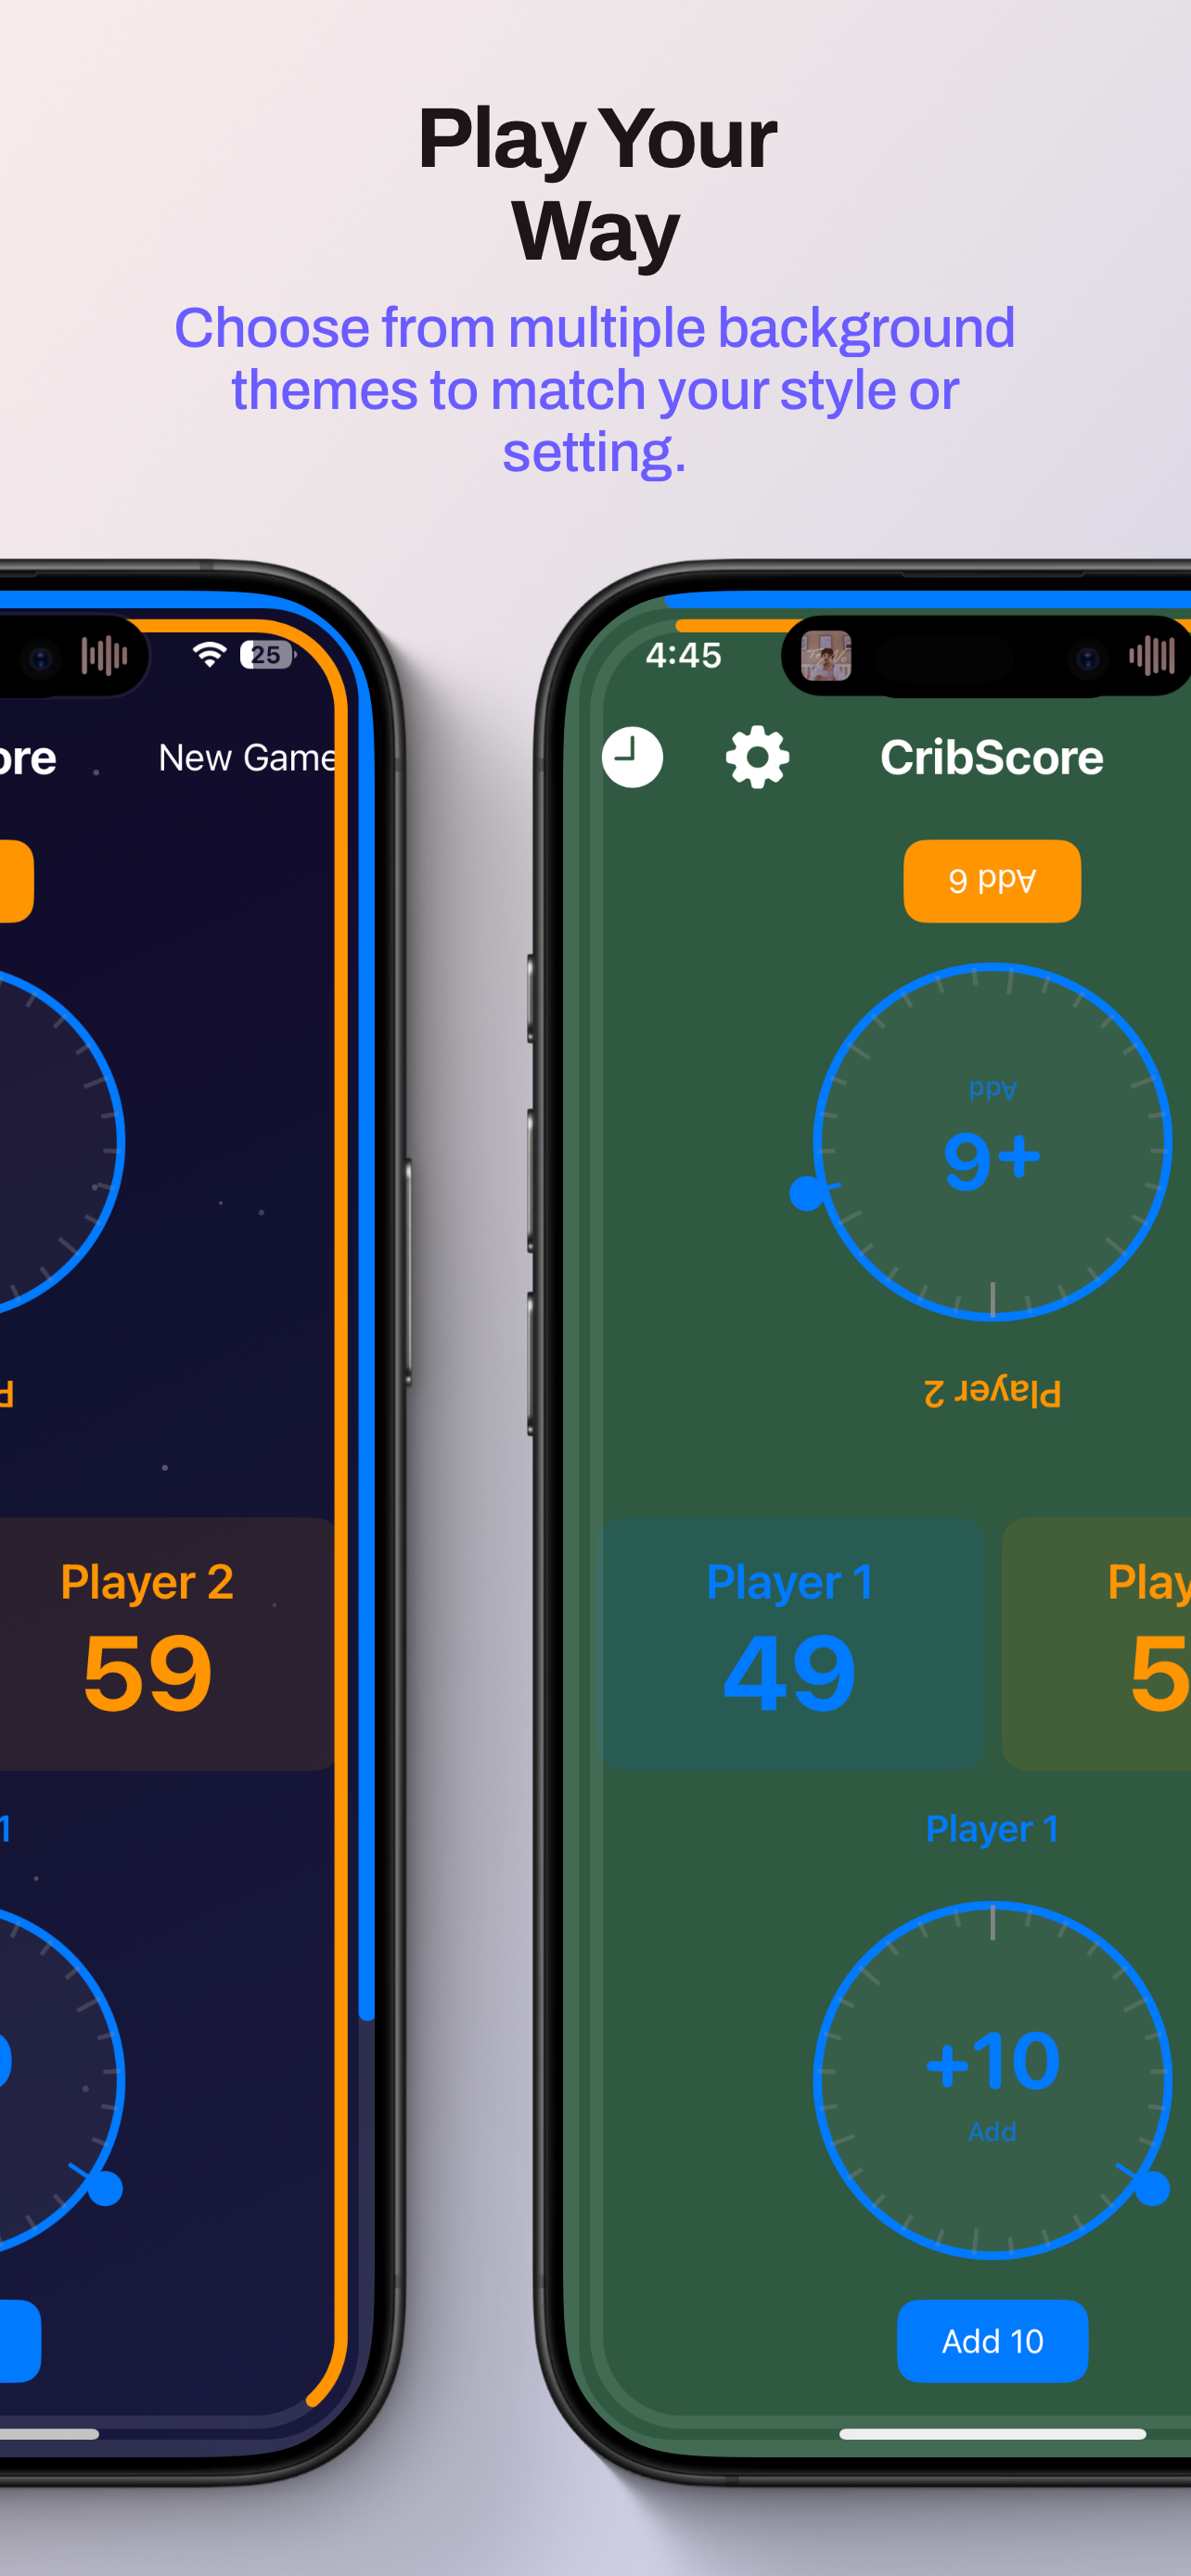 Play Your
Way
Choose from multiple background
themes to match your style or
setting.
25
ore
New Game
P
Player 2
59
1
4:45
CribScore
Add 9
Add
+9
Player 2
Player 1
49
Play
5
Player 1
+10
Add
Add 10